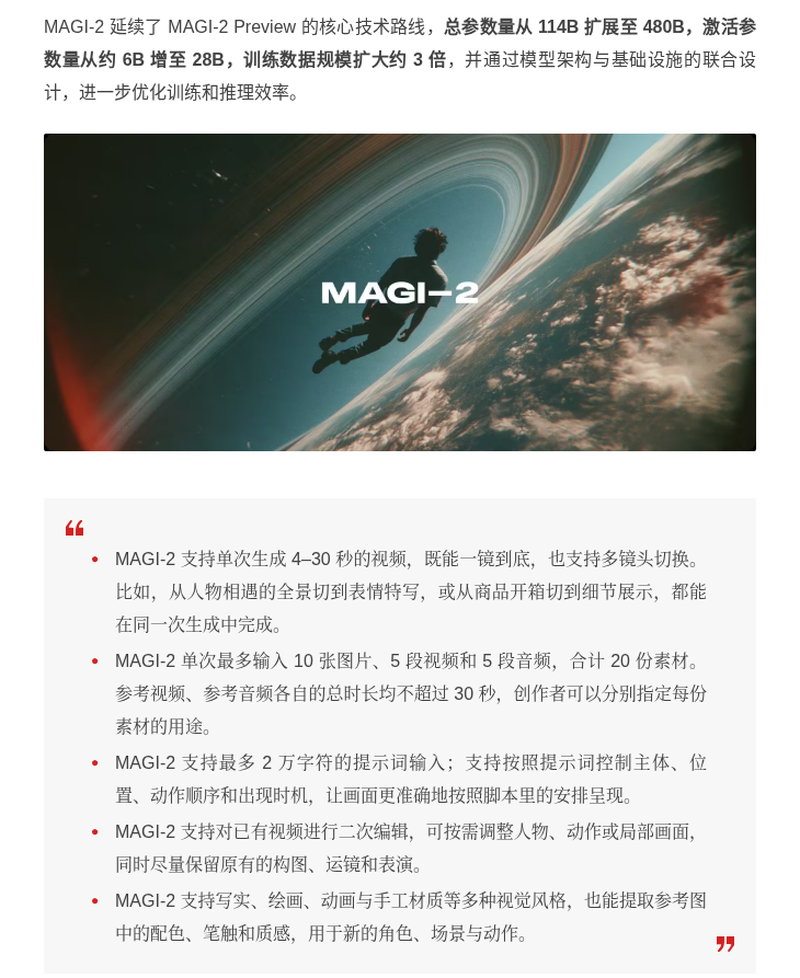 MAGI-2 延续了 MAGI-2 Preview 的核心技术路线，总参数量从 114B 扩展至 480B，激活参
数量从约 6B 增至 28B，训练数据规模扩大约 3 倍，并通过模型架构与基础设施的联合设
计，进一步优化训练和推理效率。
MAGI–2
“
• MAGI-2 支持单次生成 4–30 秒的视频，既能一镜到底，也支持多镜头切换。
比如，从人物相遇的全景切到表情特写，或从商品开箱切到细节展示，都能
在同一次生成中完成。
• MAGI-2 单次最多输入 10 张图片、5 段视频和 5 段音频，合计 20 份素材。
参考视频、参考音频各自的总时长均不超过 30 秒，创作者可以分别指定每份
素材的用途。
• MAGI-2 支持最多 2 万字符的提示词输入；支持按照提示词控制主体、位
置、动作顺序和出现时机，让画面更准确地按照脚本里的安排呈现。
• MAGI-2 支持对已有视频进行二次编辑，可按需调整人物、动作或局部画面，
同时尽量保留原有的构图、运镜和表演。
• MAGI-2 支持写实、绘画、动画与手工材质等多种视觉风格，也能提取参考图
中的配色、笔触和质感，用于新的角色、场景与动作。
”